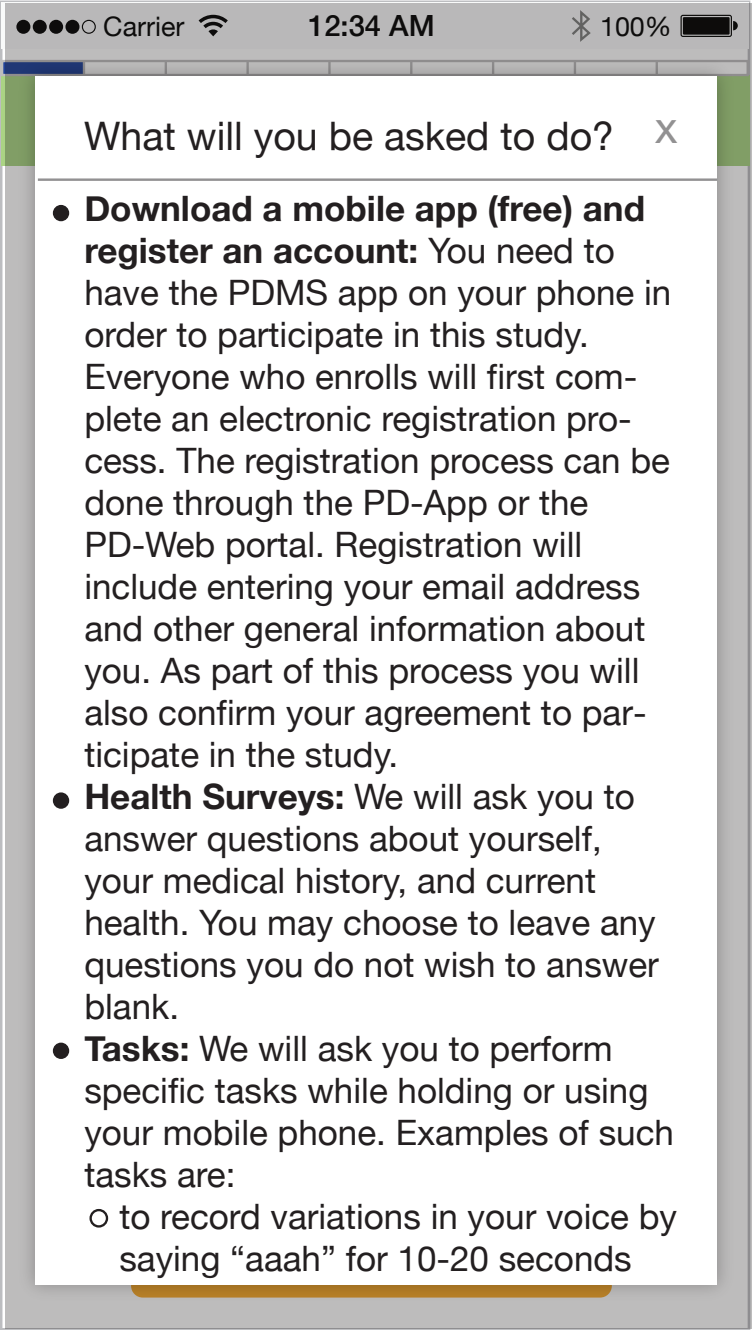 Carrier 12:34 AM 100%
What will you be asked to do? X
● Download a mobile app (free) and
register an account: You need to
have the PDMS app on your phone in
order to participate in this study.
Everyone who enrolls will first com-
plete an electronic registration pro-
cess. The registration process can be
done through the PD-App or the
PD-Web portal. Registration will
include entering your email address
and other general information about
you. As part of this process you will
also confirm your agreement to par-
ticipate in the study.
● Health Surveys: We will ask you to
answer questions about yourself,
your medical history, and current
health. You may choose to leave any
questions you do not wish to answer
blank.
● Tasks: We will ask you to perform
specific tasks while holding or using
your mobile phone. Examples of such
tasks are:
○ to record variations in your voice by
saying “aaah” for 10-20 seconds